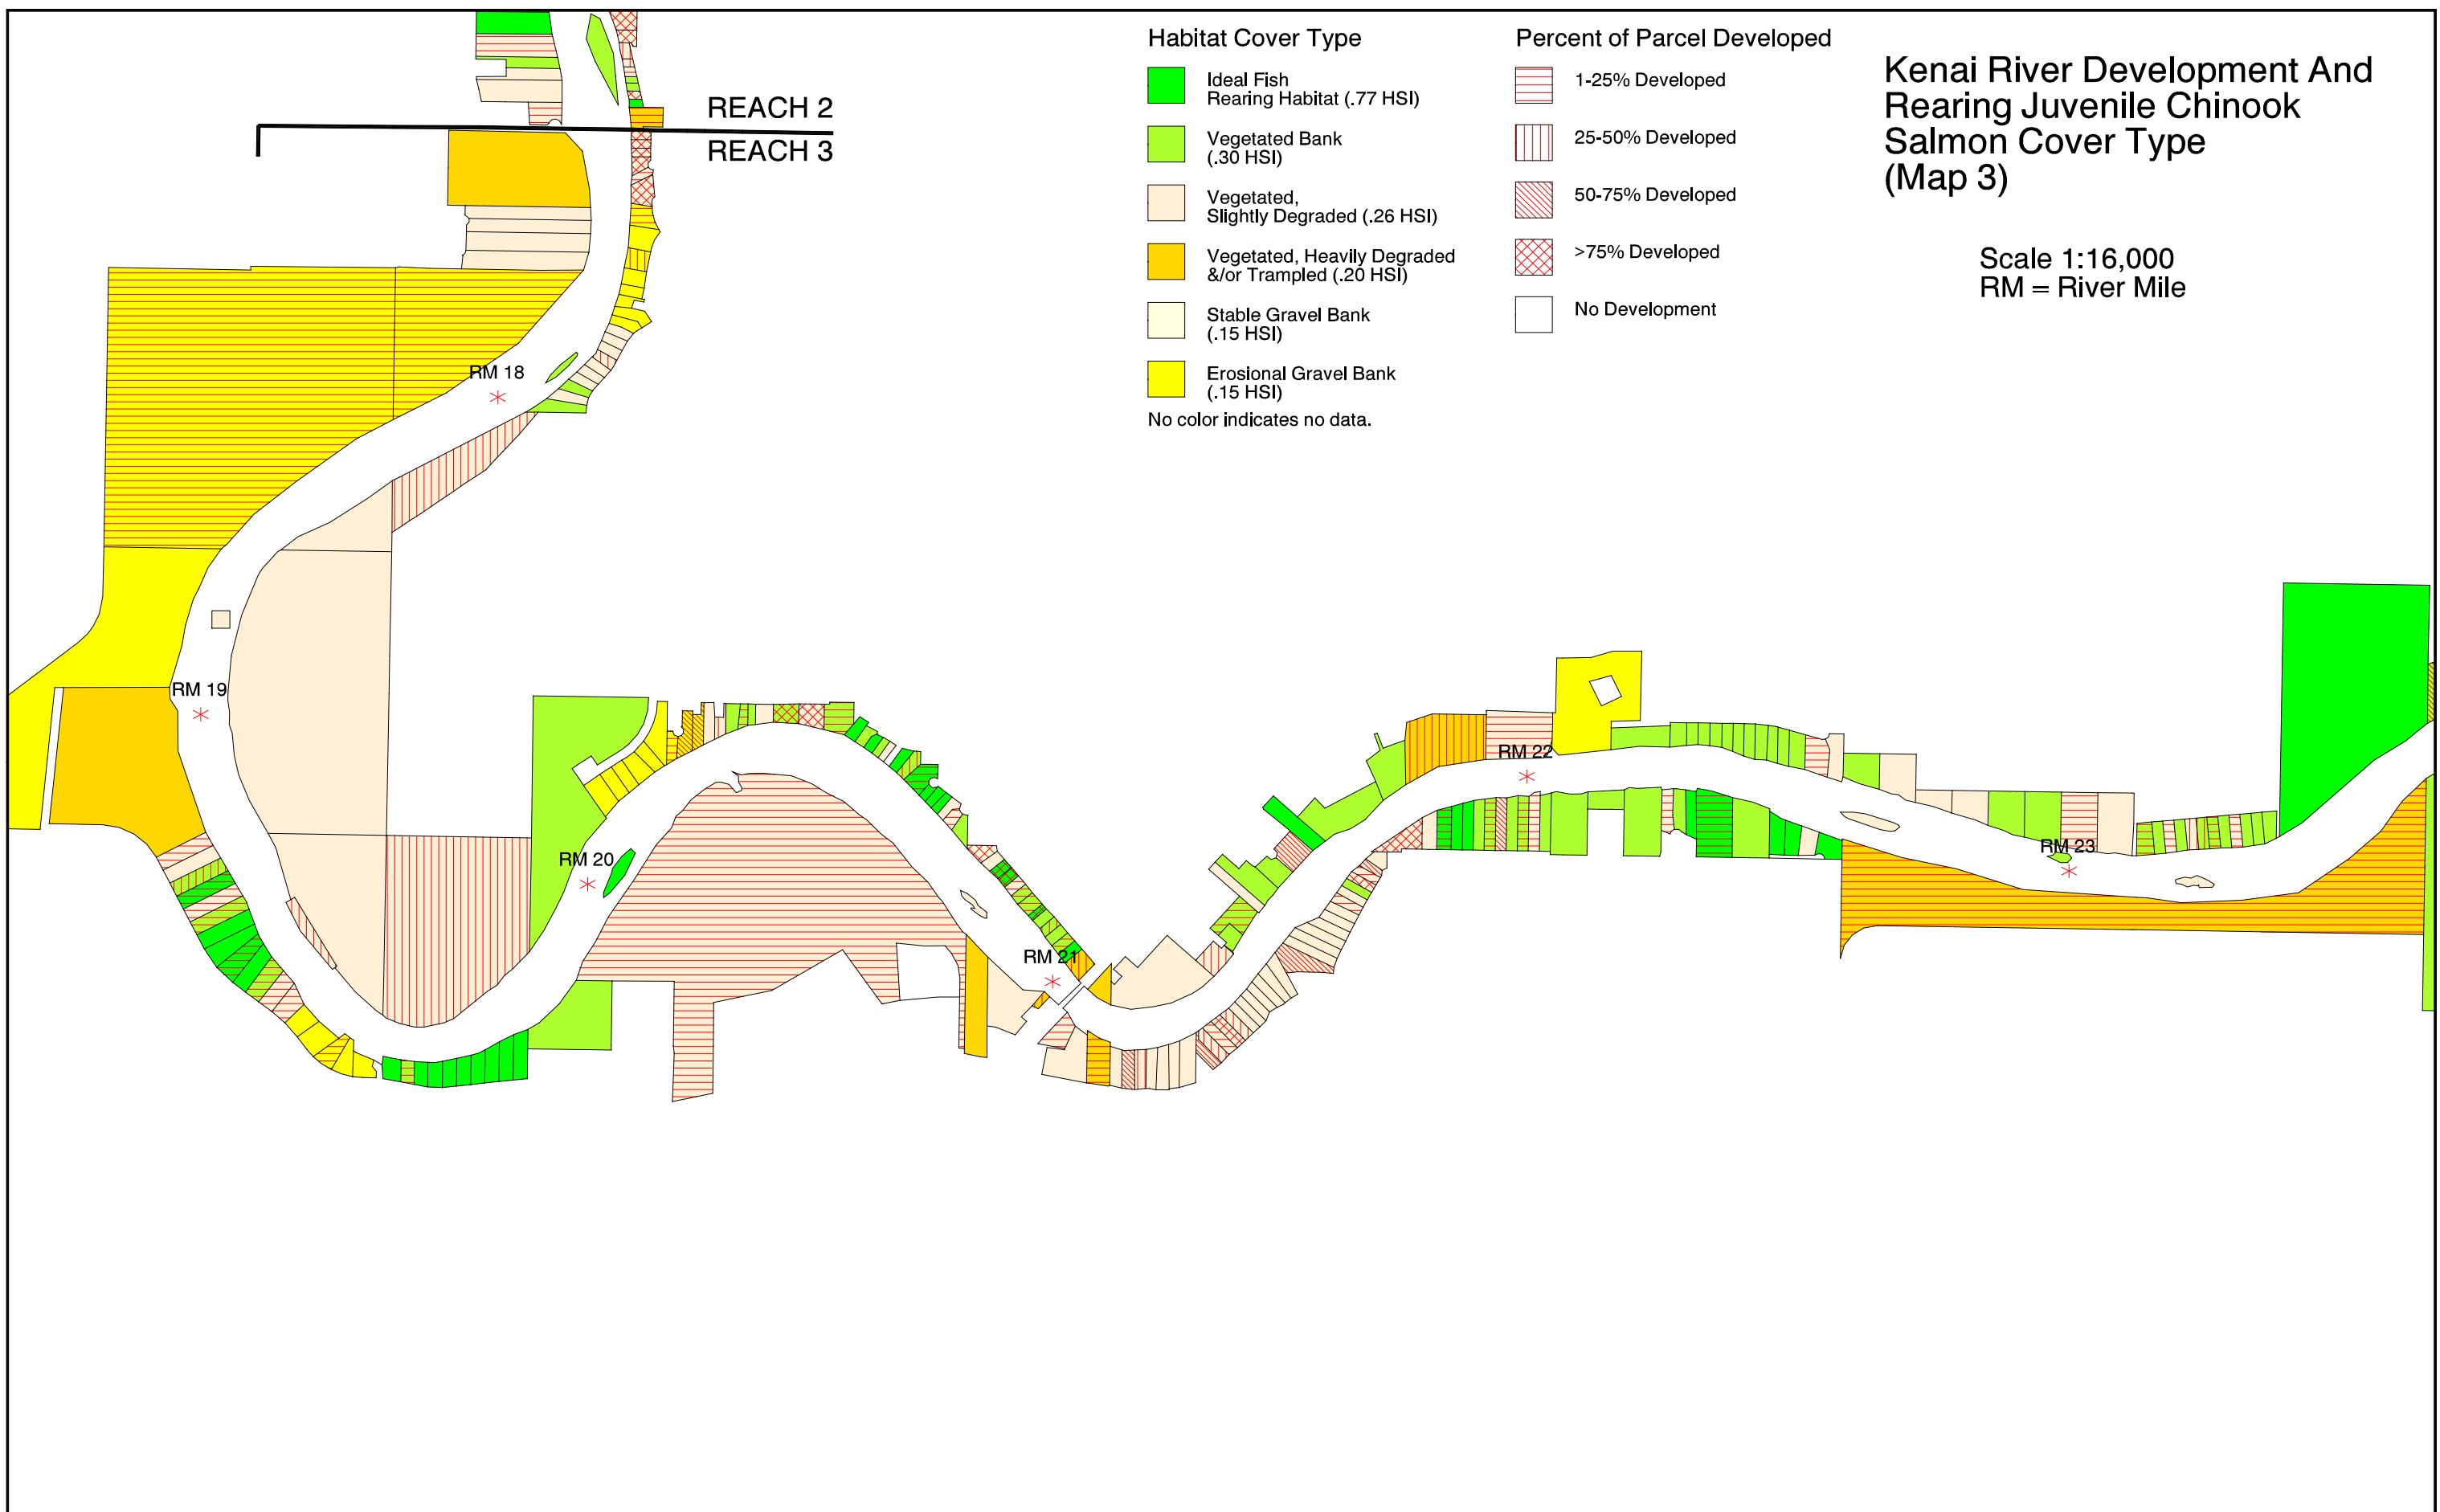 Kenai River Development And
Rearing Juvenile Chinook
Salmon Cover Type
(Map 3)
Scale 1:16,000
RM = River Mile
Habitat Cover Type
Ideal Fish
Rearing Habitat (.77 HSI)
Vegetated Bank
(.30 HSI)
Vegetated,
Slightly Degraded (.26 HSI)
Vegetated, Heavily Degraded
&/or Trampled (.20 HSI)
Stable Gravel Bank
(.15 HSI)
Erosional Gravel Bank
(.15 HSI)
No color indicates no data.
Percent of Parcel Developed
1-25% Developed
25-50% Developed
50-75% Developed
>75% Developed
No Development
REACH 2
REACH 3
RM 18
RM 19
RM 20
RM 21
RM 22
RM 23